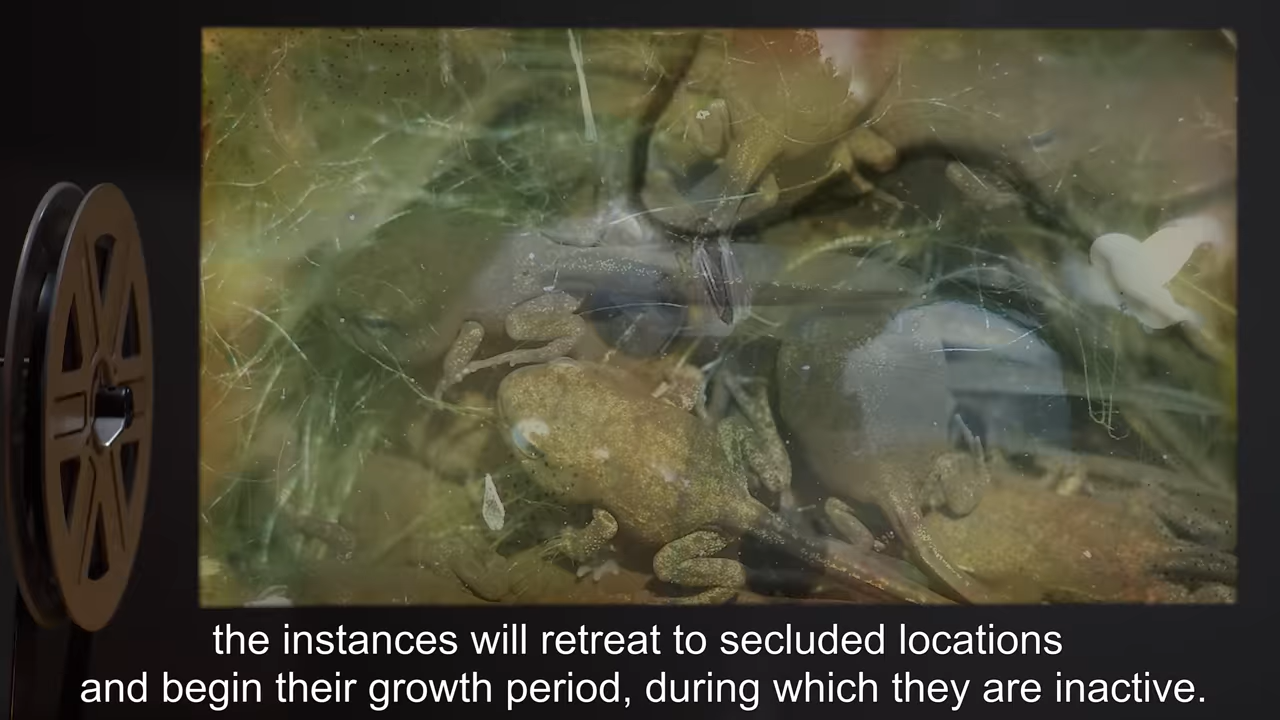 the instances will retreat to secluded locations
and begin their growth period, during which they are inactive.